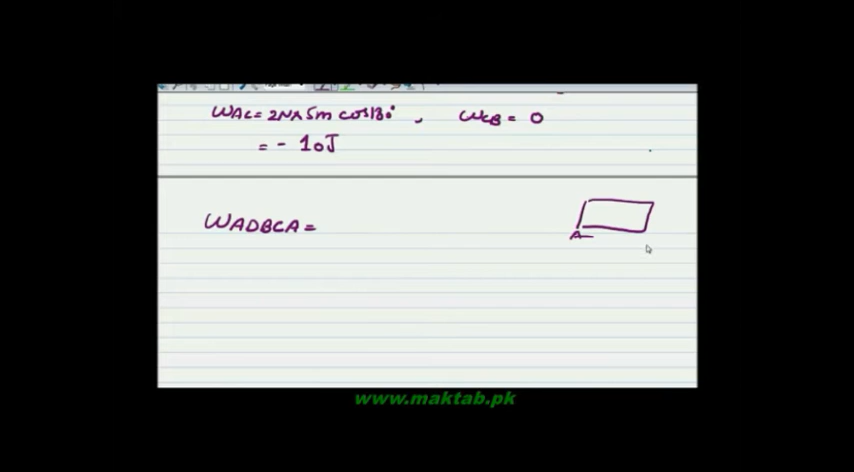 WAC = 2N x 5m cos180° , WCB = 0
= - 10J
WADBCA =
A
www.maktab.pk